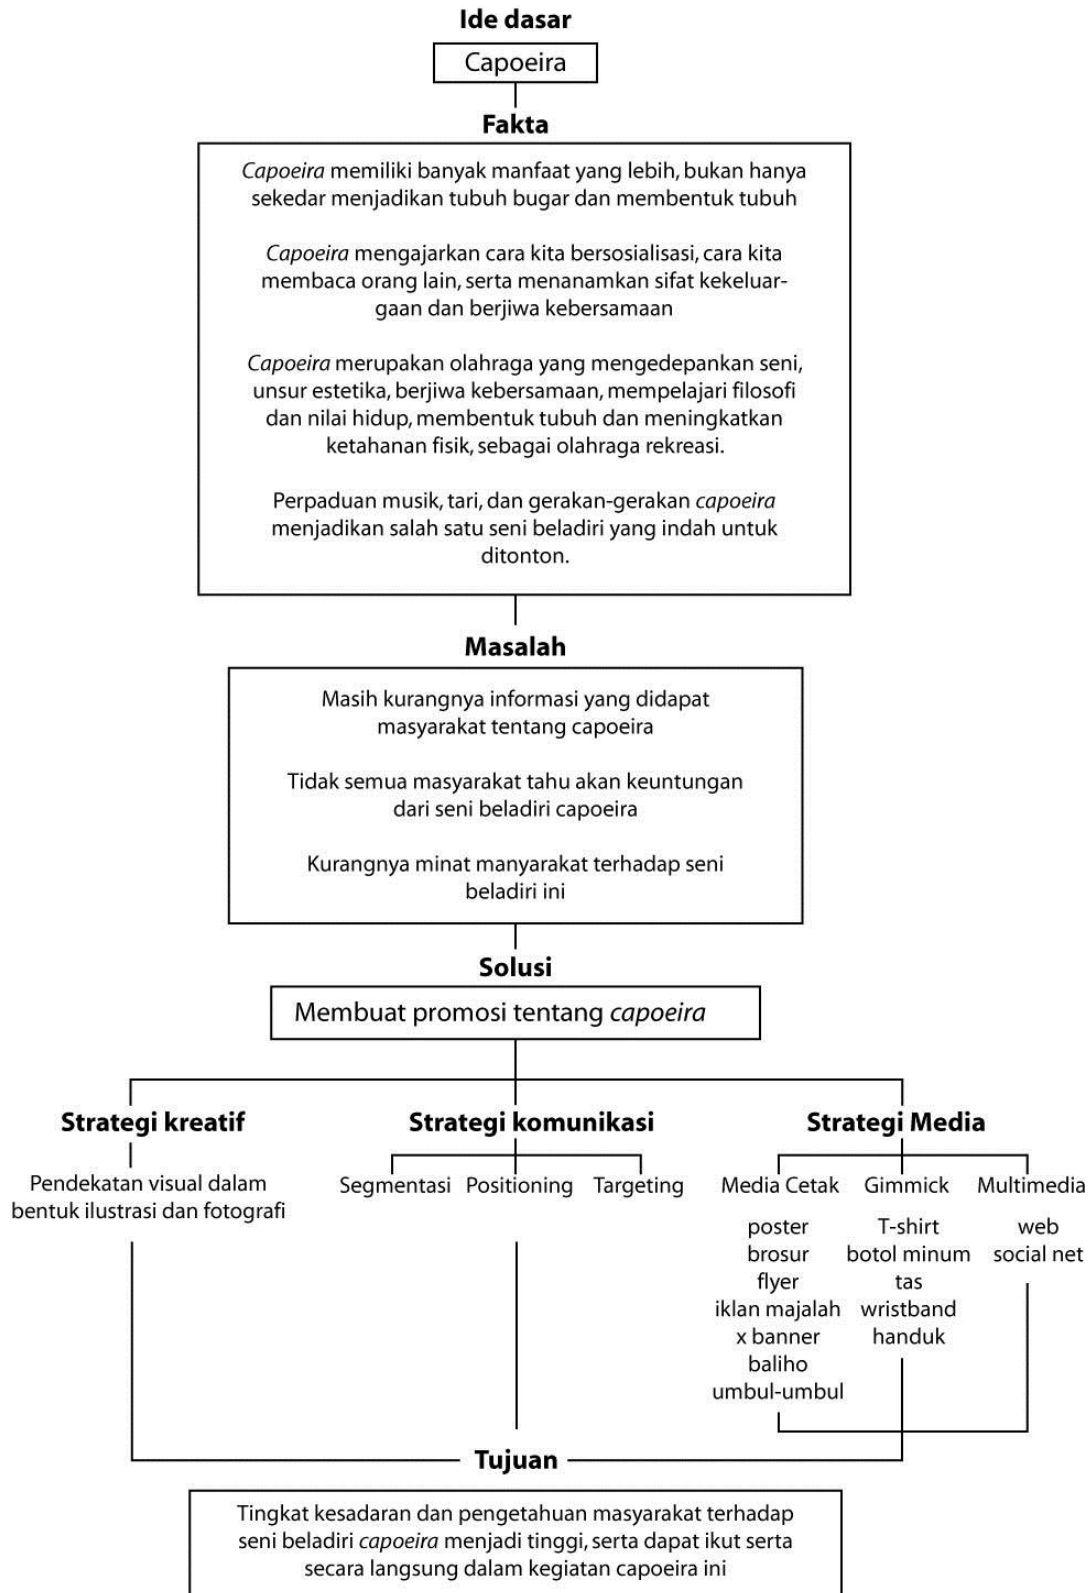 Ide dasar
Capoeira
Fakta
Capoeira memiliki banyak manfaat yang lebih, bukan hanya
sekedar menjadikan tubuh bugar dan membentuk tubuh
Capoeira mengajarkan cara kita bersosialisasi, cara kita
membaca orang lain, serta menanamkan sifat kekeluar-
gaan dan berjiwa kebersamaan
Capoeira merupakan olahraga yang mengedepankan seni,
unsur estetika, berjiwa kebersamaan, mempelajari filosofi
dan nilai hidup, membentuk tubuh dan meningkatkan
ketahanan fisik, sebagai olahraga rekreasi.
Perpaduan musik, tari, dan gerakan-gerakan capoeira
menjadikan salah satu seni beladiri yang indah untuk
ditonton.
Masalah
Masih kurangnya informasi yang didapat
masyarakat tentang capoeira
Tidak semua masyarakat tahu akan keuntungan
dari seni beladiri capoeira
Kurangnya minat manyarakat terhadap seni
beladiri ini
Solusi
Membuat promosi tentang capoeira
Strategi kreatif
Pendekatan visual dalam
bentuk ilustrasi dan fotografi
Strategi komunikasi
Segmentasi
Positioning
Targeting
Strategi Media
Media Cetak
poster
brosur
flyer
iklan majalah
x banner
baliho
umbul-umbul
Gimmick
T-shirt
botol minum
tas
wristband
handuk
Multimedia
web
social net
Tujuan
Tingkat kesadaran dan pengetahuan masyarakat terhadap
seni beladiri capoeira menjadi tinggi, serta dapat ikut serta
secara langsung dalam kegiatan capoeira ini